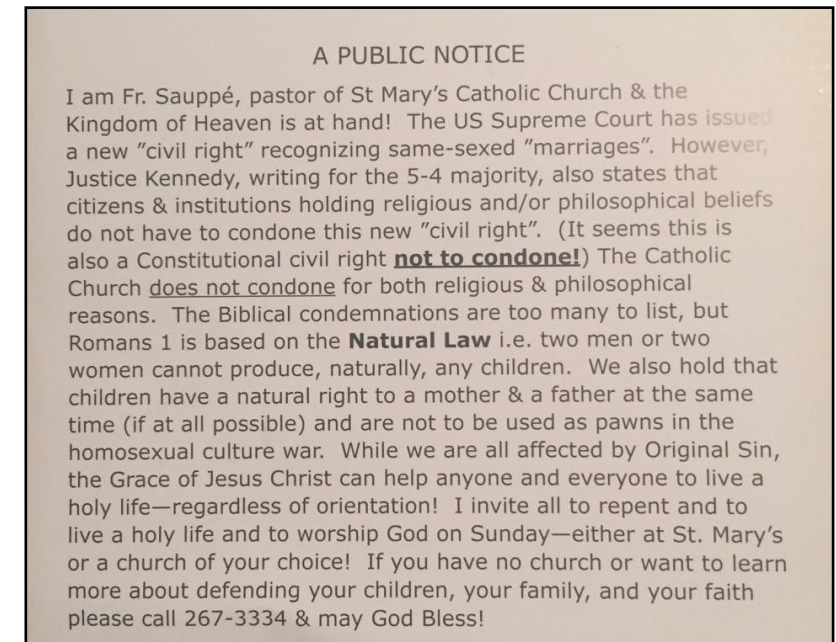 A PUBLIC NOTICE
I am Fr. Sauppé, pastor of St Mary’s Catholic Church & the
Kingdom of Heaven is at hand!  The US Supreme Court has issued
a new ”civil right” recognizing same-sexed ”marriages”.  However,
Justice Kennedy, writing for the 5-4 majority, also states that
citizens & institutions holding religious and/or philosophical beliefs
do not have to condone this new ”civil right”.  (It seems this is
also a Constitutional civil right not to condone!) The Catholic
Church does not condone for both religious & philosophical
reasons.  The Biblical condemnations are too many to list, but
Romans 1 is based on the Natural Law i.e. two men or two
women cannot produce, naturally, any children.  We also hold that
children have a natural right to a mother & a father at the same
time (if at all possible) and are not to be used as pawns in the
homosexual culture war.  While we are all affected by Original Sin,
the Grace of Jesus Christ can help anyone and everyone to live a
holy life—regardless of orientation!  I invite all to repent and to
live a holy life and to worship God on Sunday—either at St. Mary’s
or a church of your choice!  If you have no church or want to learn
more about defending your children, your family, and your faith
please call 267-3334 & may God Bless!